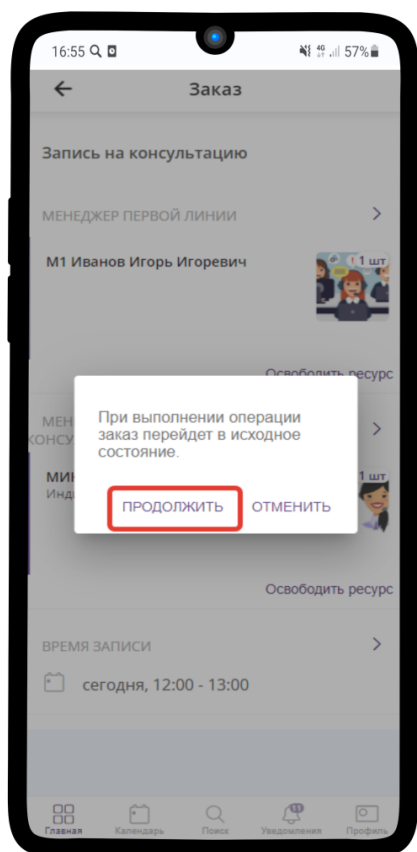 16:55
4G
57%
Заказ
Запись на консультацию
МЕНЕДЖЕР ПЕРВОЙ ЛИНИИ
М1 Иванов Игорь Игоревич
! 1 шт
Освободить ресурс
При выполнении операции
заказ перейдет в исходное
состояние.
ПРОДОЛЖИТЬ ОТМЕНИТЬ
1 шт
Освободить ресурс
ВРЕМЯ ЗАПИСИ
сегодня, 12:00 - 13:00
Главная Календарь Поиск Уведомления Профиль